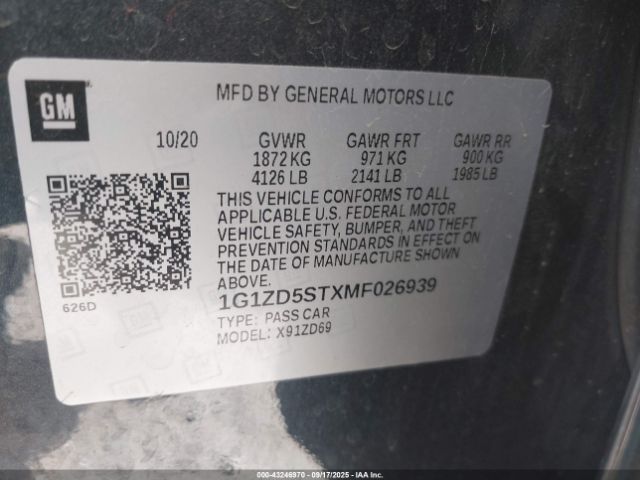 GM
MFD BY GENERAL MOTORS LLC
10/20 GVWR GAWR FRT GAWR RR
1872 KG 971 KG 900 KG
4126 LB 2141 LB 1985 LB
THIS VEHICLE CONFORMS TO ALL
APPLICABLE U.S. FEDERAL MOTOR
VEHICLE SAFETY, BUMPER, AND THEFT
PREVENTION STANDARDS IN EFFECT ON
THE DATE OF MANUFACTURE SHOWN
ABOVE.
626D
1G1ZD5STXMF026939
TYPE: PASS CAR
MODEL: X91ZD69
00-43246970 - 09/17/2025 - IAA Inc.